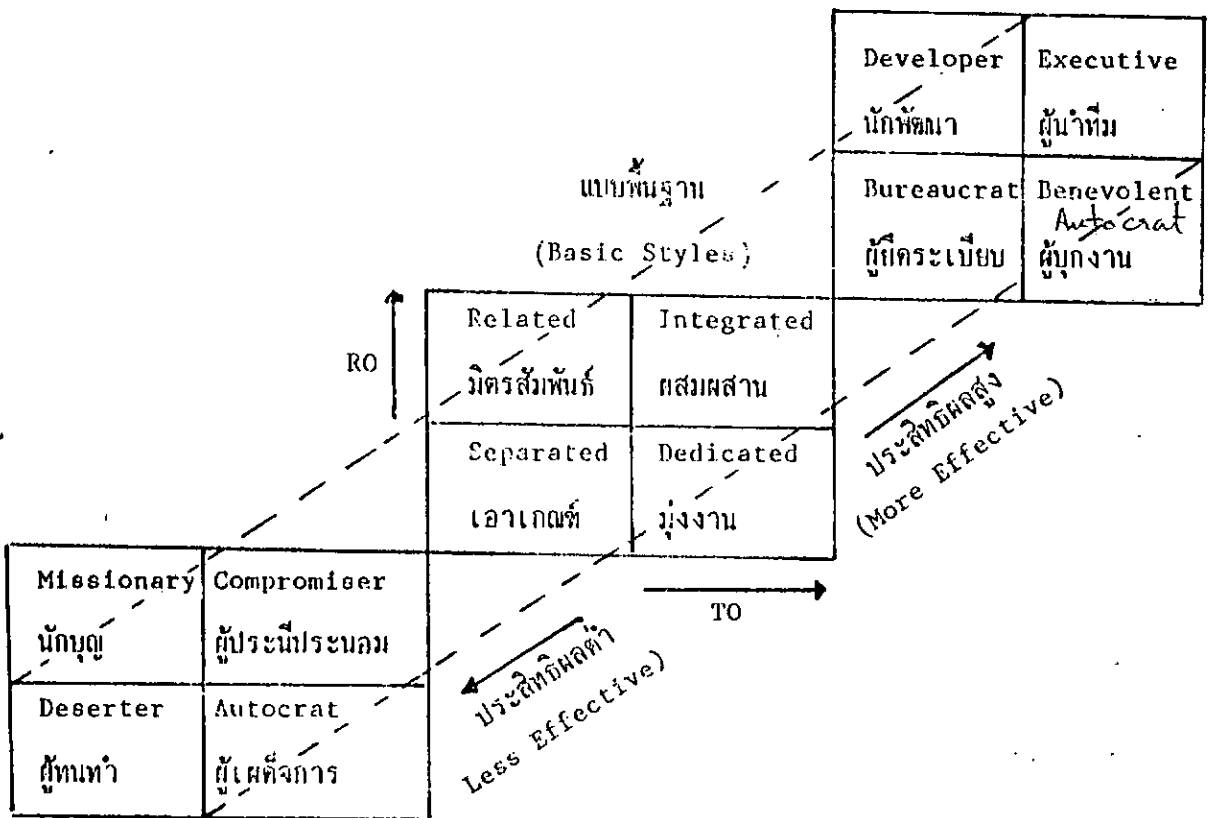 Developer Executive
นักพัฒนา ผู้นำทีม
แบบพื้นฐาน
(Basic Styles)
Bureaucrat Benevolent
Autocrat
ผู้ยึดระเบียบ ผู้บุกงาน
RO
Related Integrated
มิตรสัมพันธ์ ผสมผสาน
Separated Dedicated
เอาเกณฑ์ มุ่งงาน
ประสิทธิผลสูง
(More Effective)
TO
Missionary Compromiser
นักบุญ ผู้ประนีประนอม
Deserter Autocrat
ผู้ทนทำ ผู้เผด็จการ
ประสิทธิผลต่ำ
Less Effective)